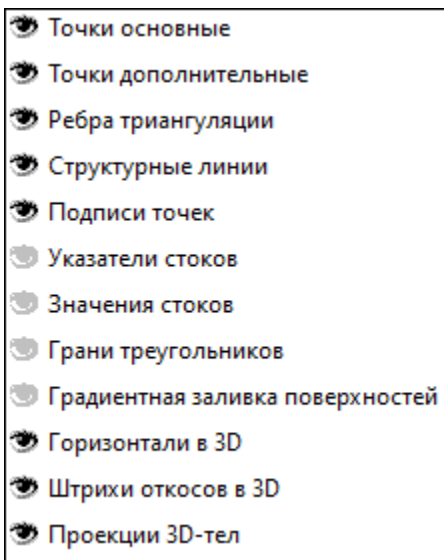 Точки основные
Точки дополнительные
Ребра триангуляции
Структурные линии
Подписи точек
Указатели стоков
Значения стоков
Грани треугольников
Градиентная заливка поверхностей
Горизонтали в 3D
Штрихи откосов в 3D
Проекции 3D-тел